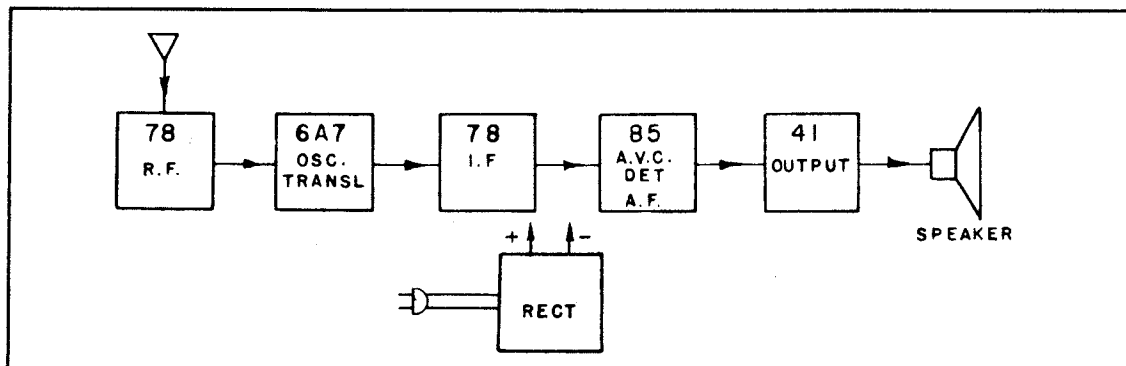 78
R.F.
6A7
OSC.
TRANSL
78
I.F
85
A.V.C.
DET
A.F.
41
OUTPUT
SPEAKER
+
-
RECT